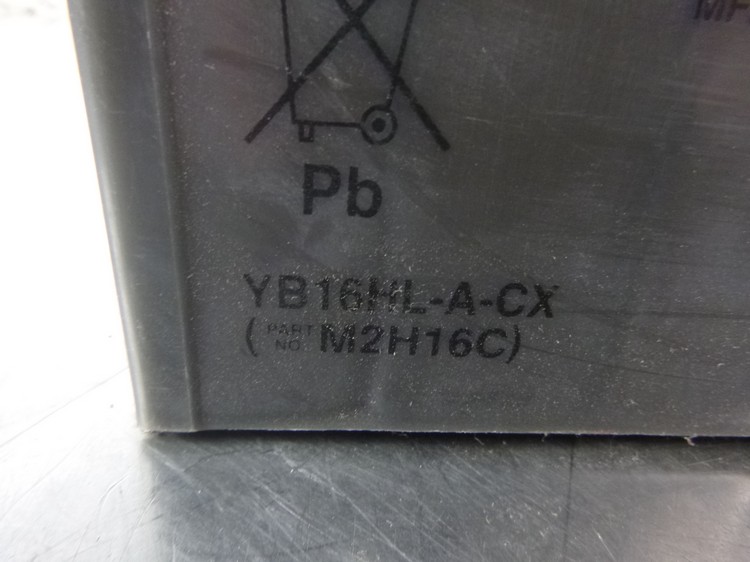 Pb
YB16HL-A-CX
(PART NO. M2H16C)